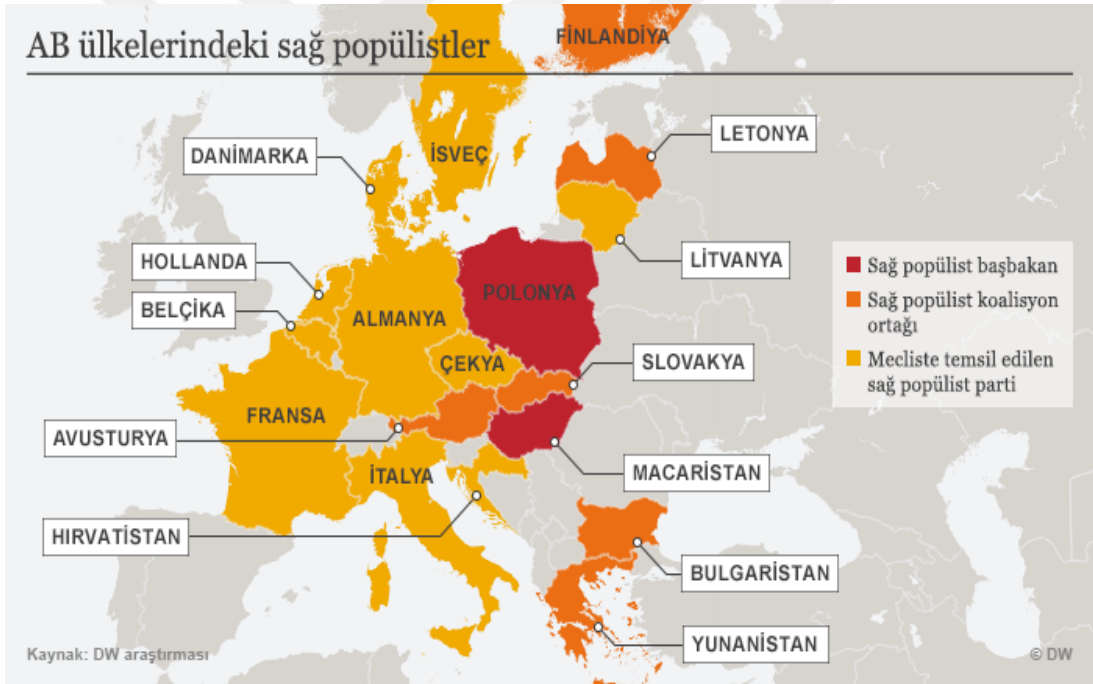 AB ülkelerindeki sağ popülistler
FİNLANDİYA
LETONYA
DANİMARKA
İSVEÇ
HOLLANDA
LİTVANYA
Sağ popülist başbakan
Sağ popülist koalisyon
ortağı
Mecliste temsil edilen
sağ popülist parti
BELÇİKA
ALMANYA
POLONYA
ÇEKYA
SLOVAKYA
FRANSA
AVUSTURYA
İTALYA
MACARİSTAN
HIRVATİSTAN
BULGARİSTAN
YUNANİSTAN
Kaynak: DW araştırması
© DW